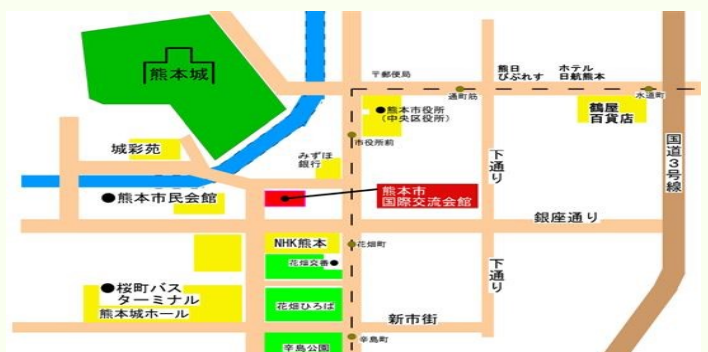 熊本城
〒郵便局
熊日
びぷれす
ホテル
日航熊本
通町筋
水道町
●熊本市役所
(中央区役所)
鶴屋
百貨店
市役所前
城彩苑
みずほ
銀行
下通り
国道3号線
●熊本市民会館
熊本市
国際交流会館
銀座通り
NHK熊本
花畑町
花畑交番●
下通り
●桜町バス
ターミナル
熊本城ホール
花畑ひろば
新市街
辛島町
辛島公園